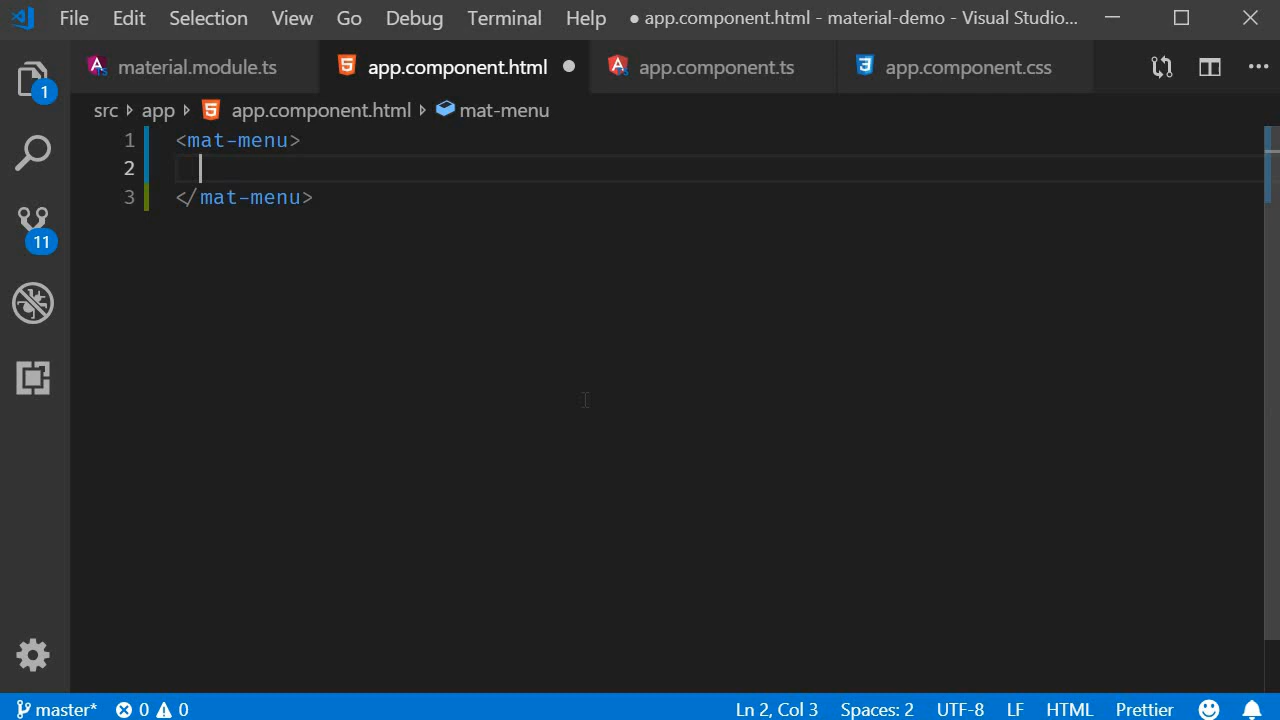 File Edit Selection View Go Debug Terminal Help ● app.component.html - material-demo - Visual Studio...
material.module.ts app.component.html app.component.ts app.component.css
src app app.component.html mat-menu
1 <mat-menu>
2
3 </mat-menu>
1
11
master* 0 0 Ln 2, Col 3 Spaces: 2 UTF-8 LF HTML Prettier